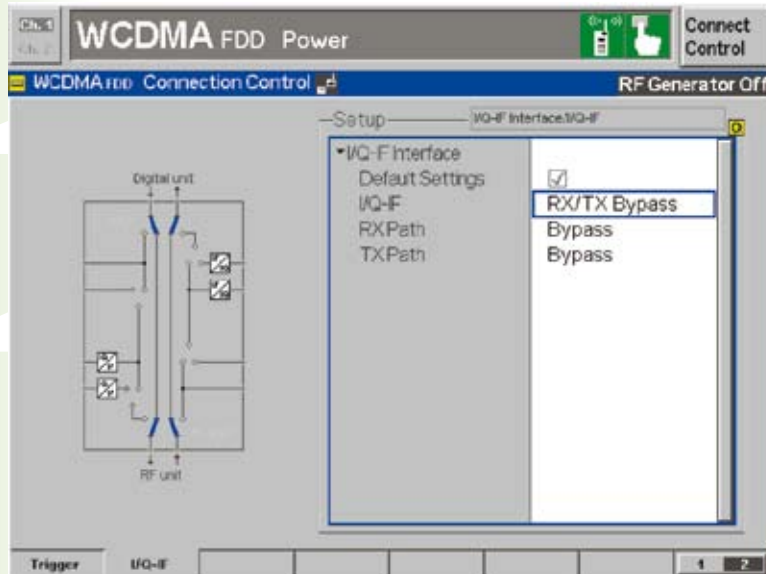 WCDMA FDD Power
Connect
Control
WCDMA FDD Connection Control
RF Generator Off
Setup
I/Q-IF Interface/I/Q-IF
I/Q-IF Interface
Default Settings
I/Q-IF RX/TX Bypass
RX Path Bypass
TX Path Bypass
Digital unit
RF unit
Trigger I/Q-IF 1 2